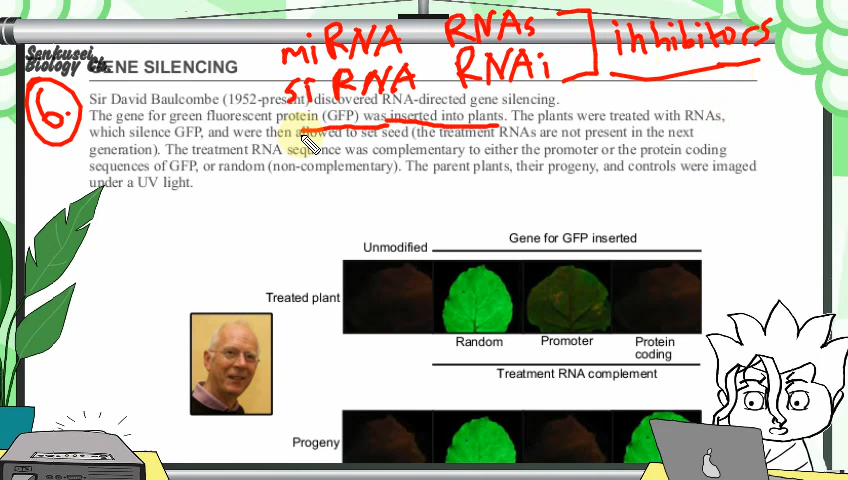 miRNA RNAs inhibitors
siRNA RNAi
Senkusei
Biology Ch.
GENE SILENCING
6.
Sir David Baulcombe (1952-present) discovered RNA-directed gene silencing.
The gene for green fluorescent protein (GFP) was inserted into plants. The plants were treated with RNAs,
which silence GFP, and were then allowed to set seed (the treatment RNAs are not present in the next
generation). The treatment RNA sequence was complementary to either the promoter or the protein coding
sequences of GFP, or random (non-complementary). The parent plants, their progeny, and controls were imaged
under a UV light.
Unmodified
Gene for GFP inserted
Treated plant
Random
Promoter
Protein
coding
Treatment RNA complement
Progeny